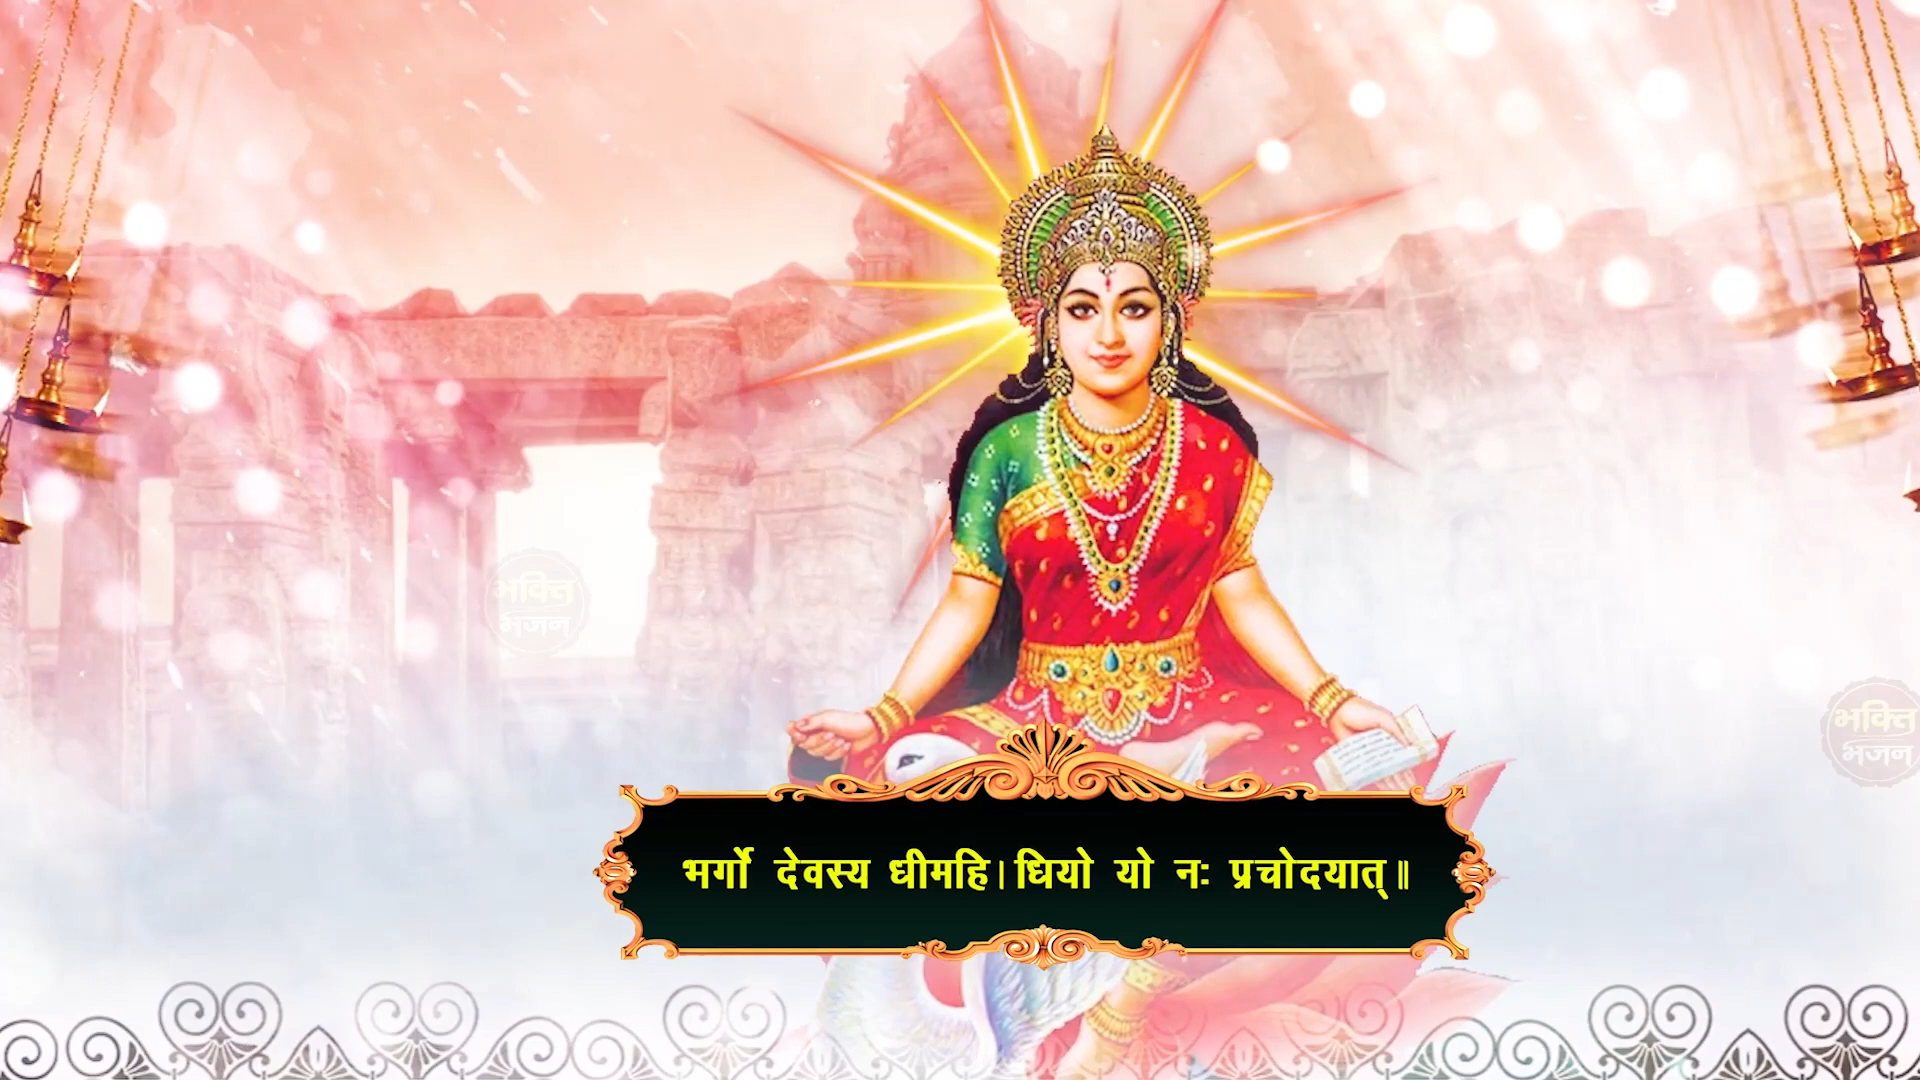 भक्ति
भजन
भक्ति
भजन
भर्गो देवस्य धीमहि। धियो यो नः प्रचोदयात्॥